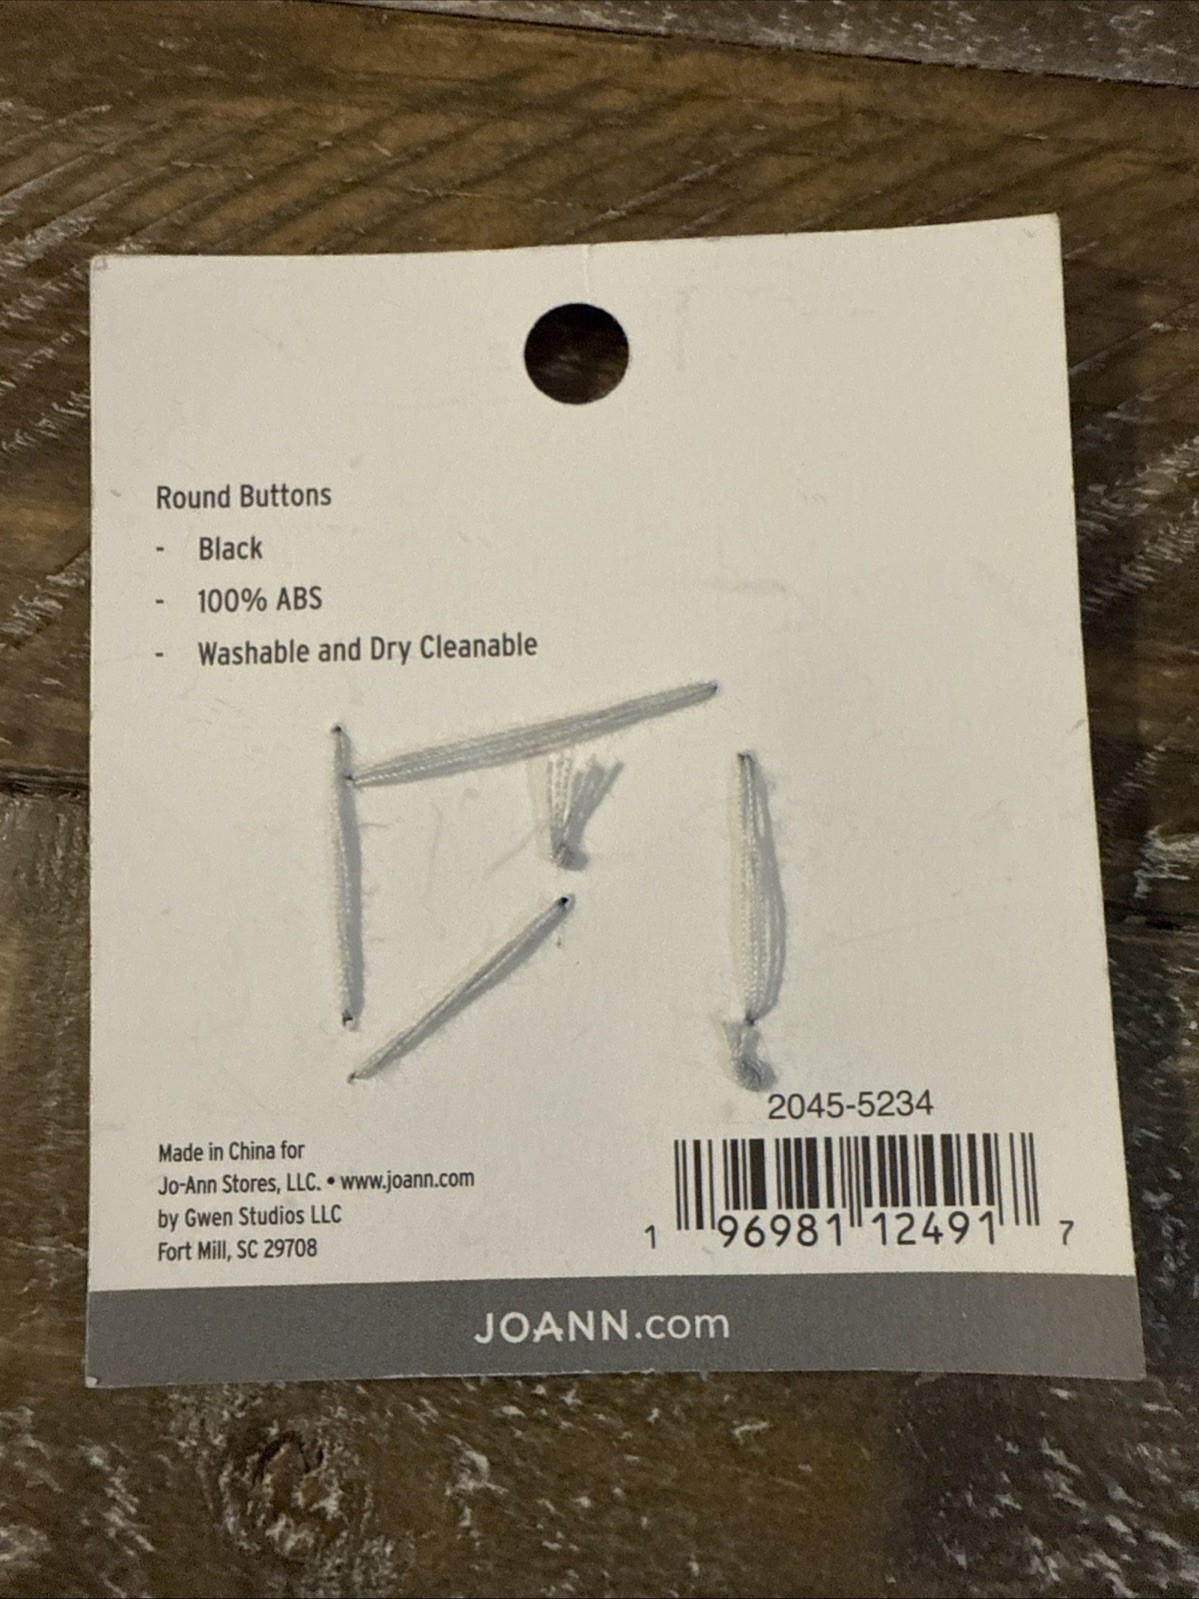 Round Buttons
- Black
- 100% ABS
- Washable and Dry Cleanable
2045-5234
Made in China for
Jo-Ann Stores, LLC. • www.joann.com
by Gwen Studios LLC
Fort Mill, SC 29708
1 96981 12491 7
JOANN.com